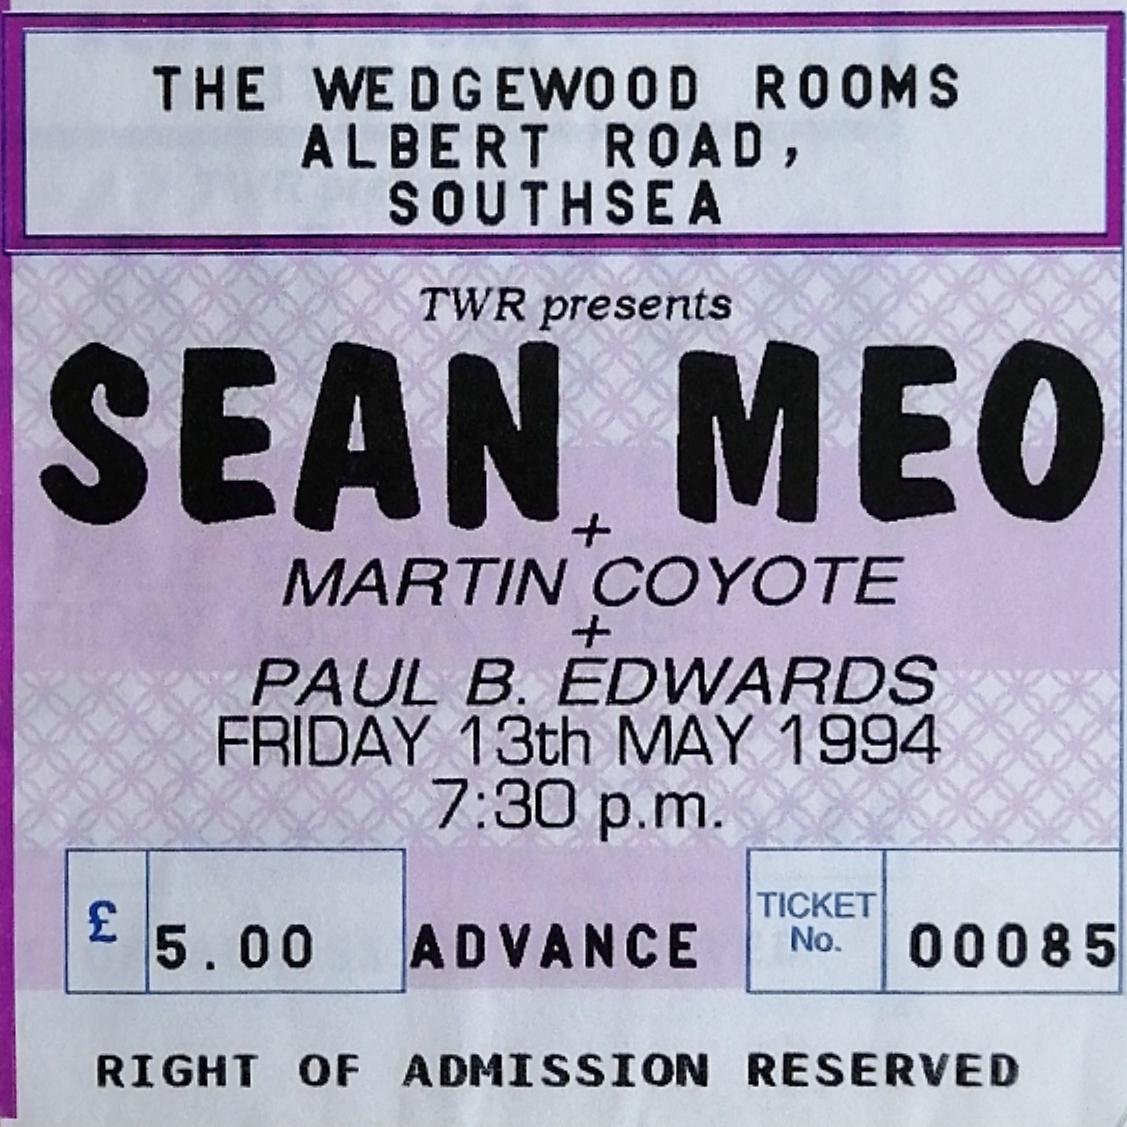 THE WEDGEWOOD ROOMS
ALBERT ROAD,
SOUTHSEA
TWR presents
SEAN MEO
+
MARTIN COYOTE
+
PAUL B. EDWARDS
FRIDAY 13th MAY 1994
7:30 p.m.
£ 5.00 ADVANCE TICKET No. 00085
RIGHT OF ADMISSION RESERVED